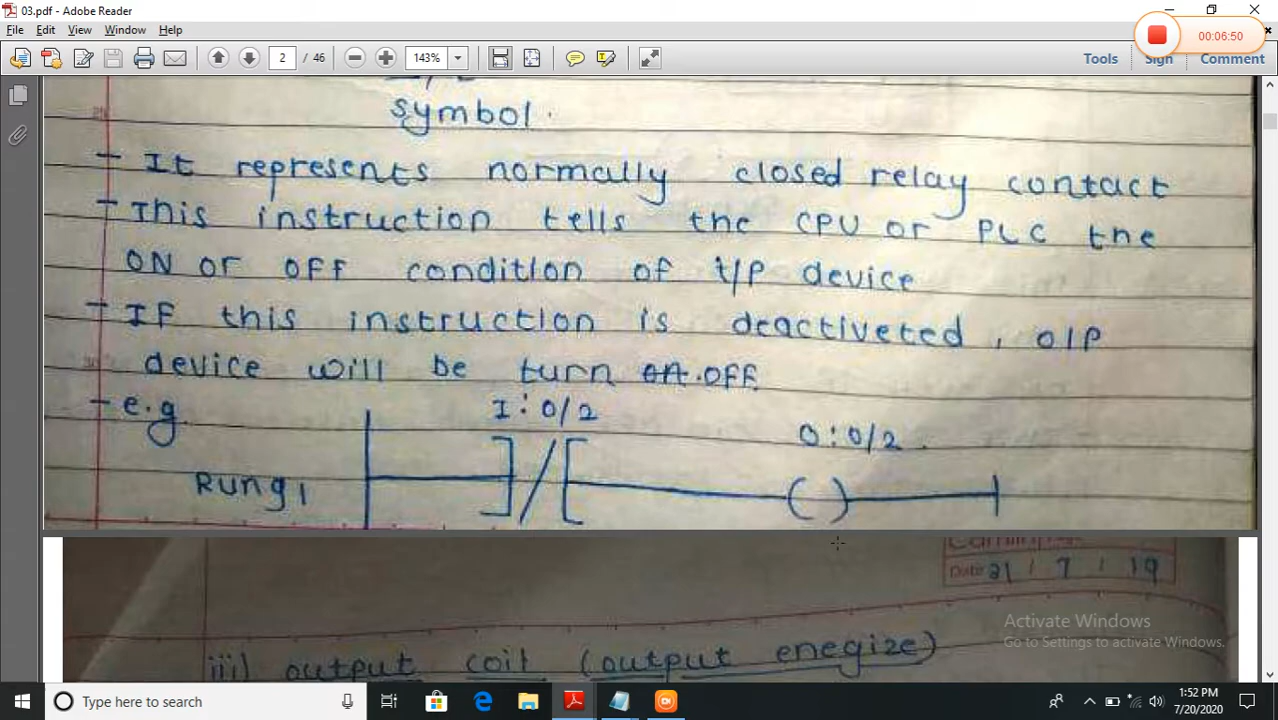 03.pdf - Adobe Reader
File Edit View Window Help
2 / 46 143% Tools Sign Comment
00:06:50
symbol.
- It represents normally closed relay contact
- This instruction tells the CPU or PLC the
ON or OFF condition of I/P device
- If this instruction is deactiveted, O/P
device will be turn OFF.
- e.g I:0/2
O:0/2.
Rung 1
Date 21 / 7 / 19
iii) output coil (output enegize)
Activate Windows
Go to Settings to activate Windows.
Type here to search
1:52 PM
7/20/2020